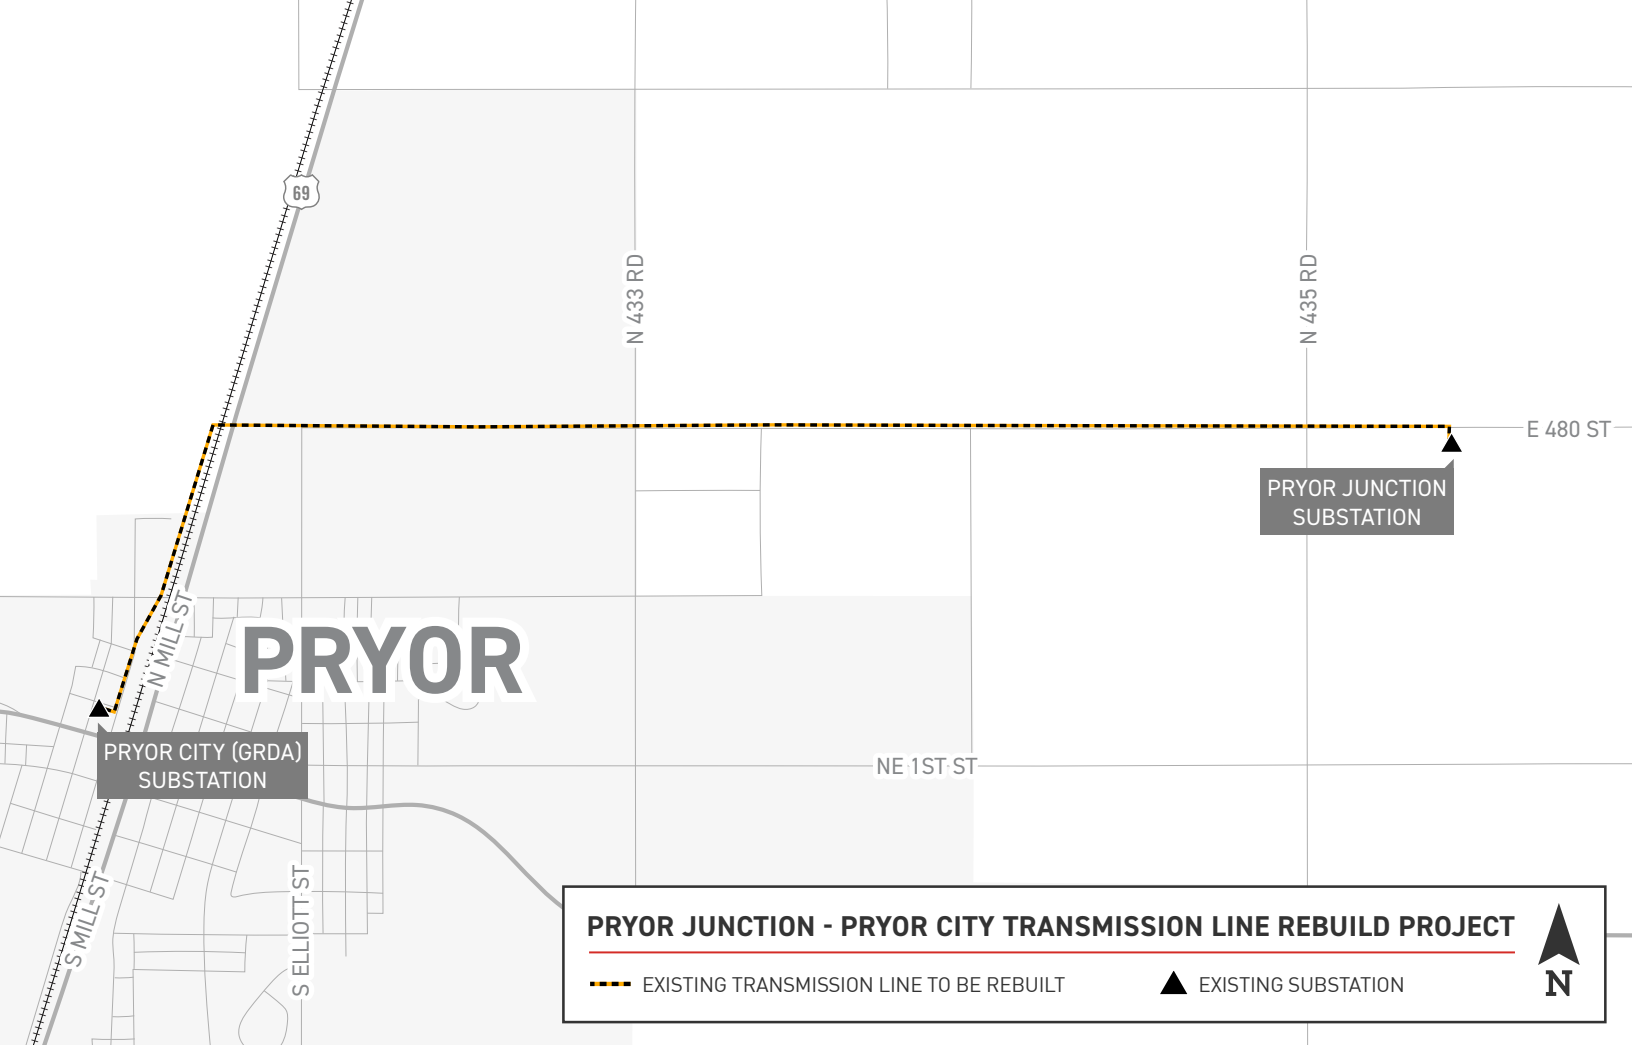 69
N 433 RD
N 435 RD
E 480 ST
PRYOR JUNCTION
SUBSTATION
N MILL ST
PRYOR
PRYOR CITY (GRDA)
SUBSTATION
NE 1ST ST
S MILL ST
S ELLIOTT ST
PRYOR JUNCTION - PRYOR CITY TRANSMISSION LINE REBUILD PROJECT
EXISTING TRANSMISSION LINE TO BE REBUILT
EXISTING SUBSTATION
N